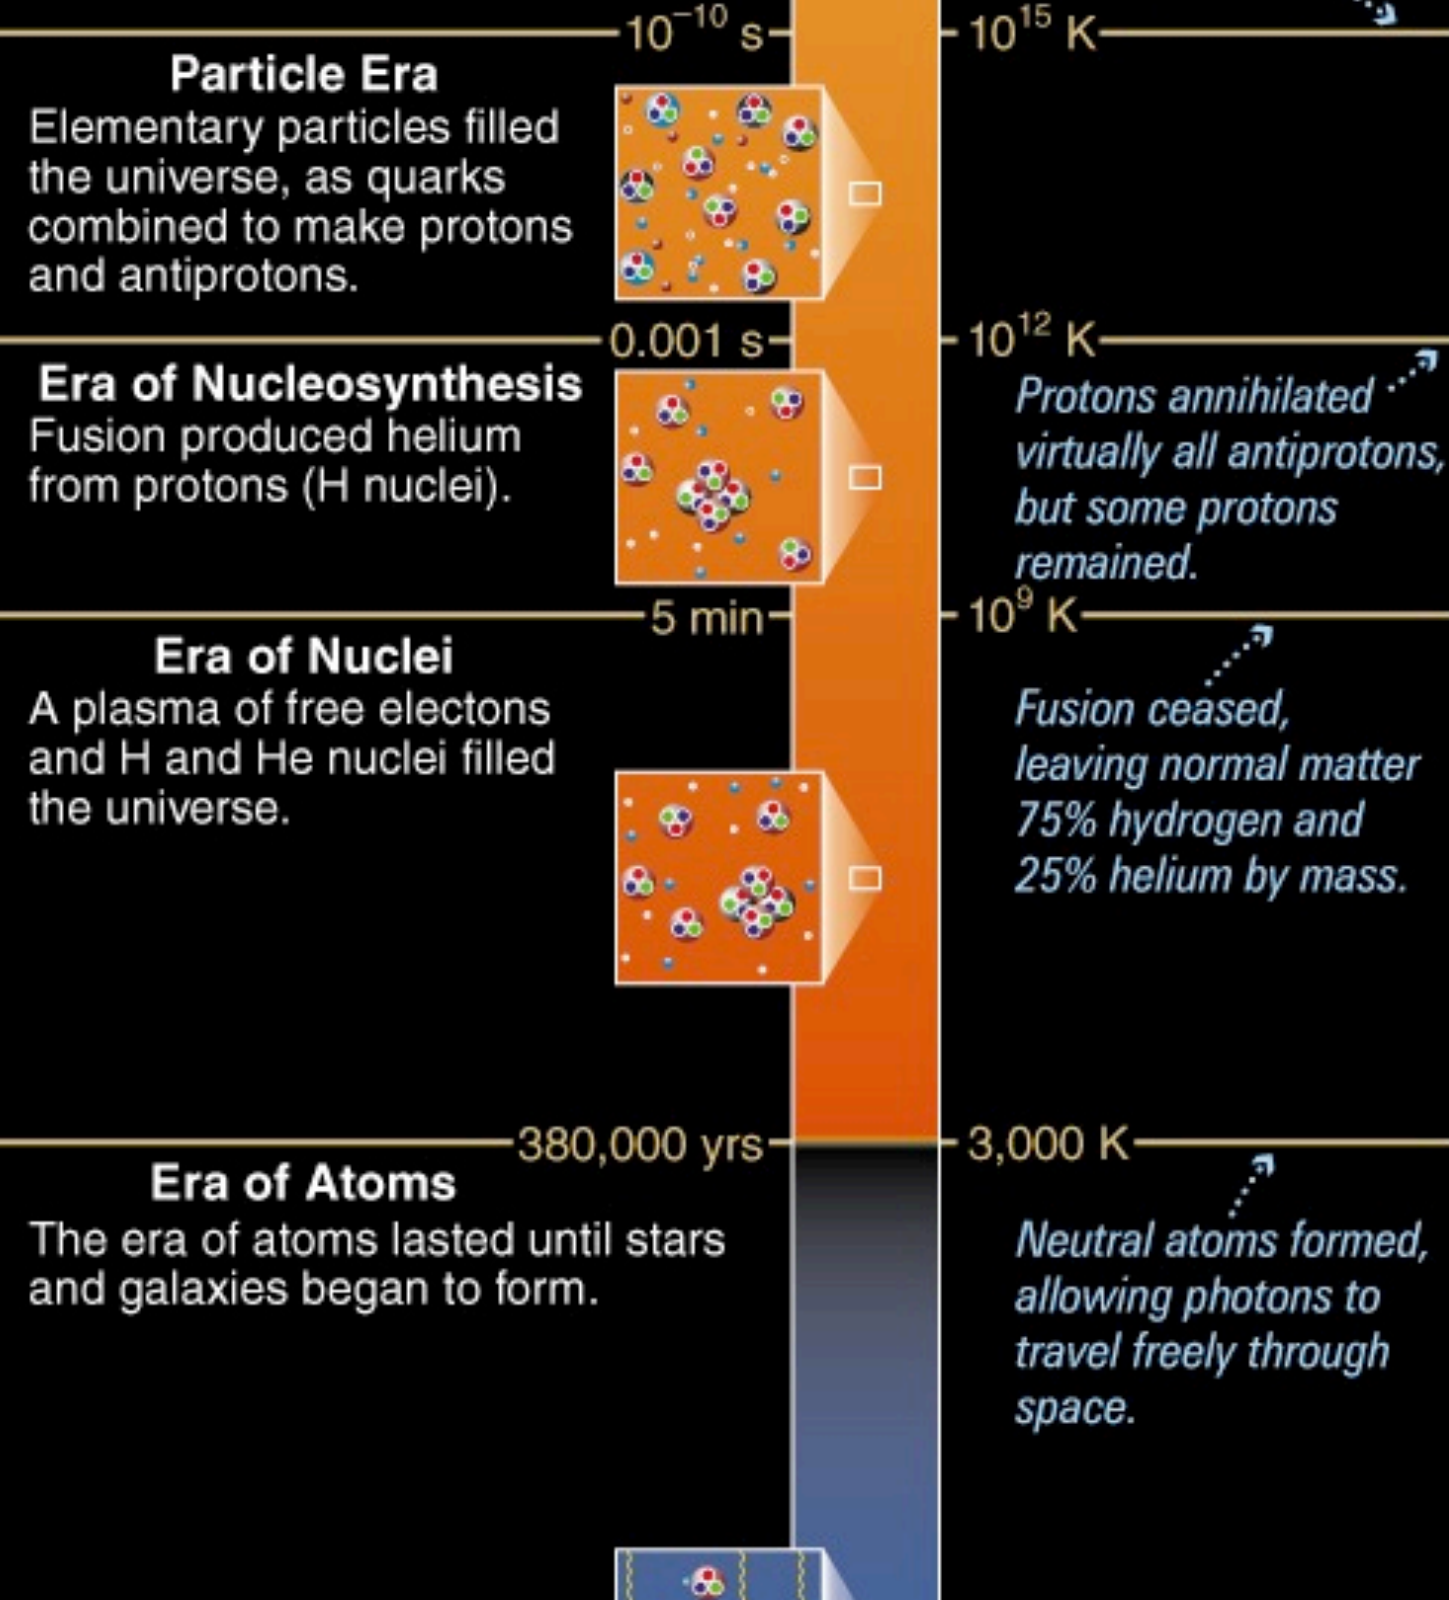 10⁻¹⁰ s
10¹⁵ K
Particle Era
Elementary particles filled
the universe, as quarks
combined to make protons
and antiprotons.
0.001 s
10¹² K
Era of Nucleosynthesis
Fusion produced helium
from protons (H nuclei).
Protons annihilated
virtually all antiprotons,
but some protons
remained.
5 min
10⁹ K
Era of Nuclei
A plasma of free electons
and H and He nuclei filled
the universe.
Fusion ceased,
leaving normal matter
75% hydrogen and
25% helium by mass.
380,000 yrs
3,000 K
Era of Atoms
The era of atoms lasted until stars
and galaxies began to form.
Neutral atoms formed,
allowing photons to
travel freely through
space.